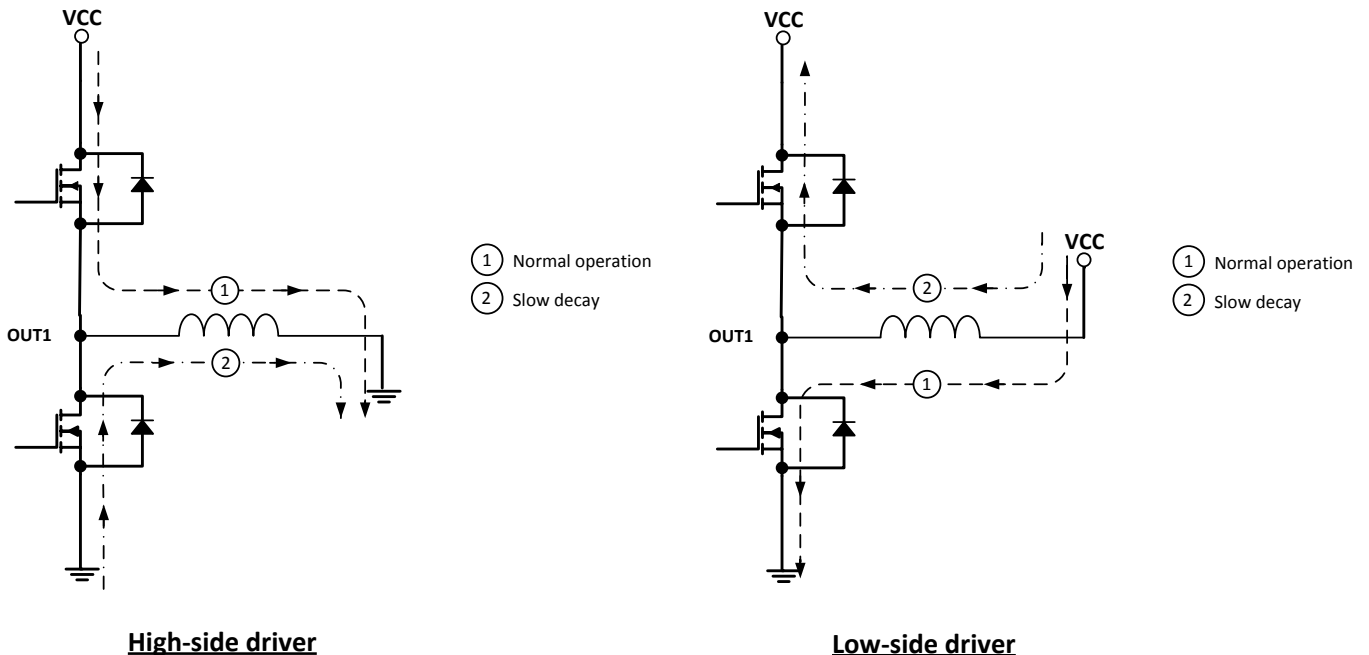 VCC
1
1 Normal operation
2 Slow decay
OUT1
2
High-side driver
VCC
VCC
2
1 Normal operation
2 Slow decay
OUT1
1
Low-side driver